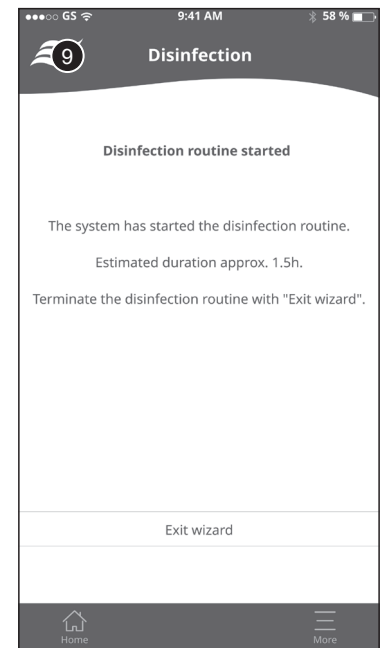 GS 9:41 AM 58 %
9 Disinfection
Disinfection routine started
The system has started the disinfection routine.
Estimated duration approx. 1.5h.
Terminate the disinfection routine with "Exit wizard".
Exit wizard
Home More